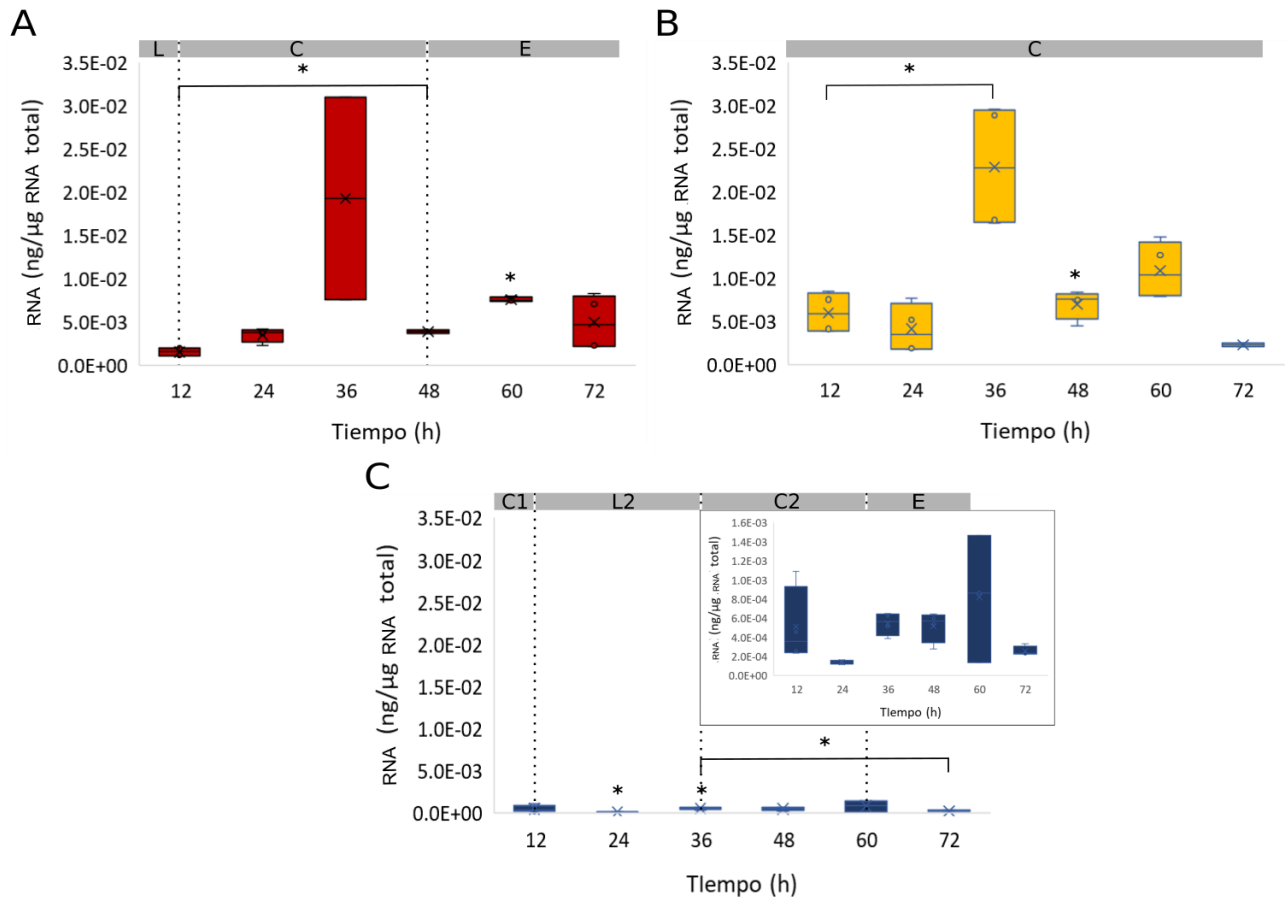 A
B
L C E
C
*
*
3.5E-02
3.0E-02
2.5E-02
2.0E-02
1.5E-02
1.0E-02
5.0E-03
0.0E+00
RNA (ng/µg RNA total)
*
12 24 36 48 60 72
Tiempo (h)
3.5E-02
3.0E-02
2.5E-02
2.0E-02
1.5E-02
1.0E-02
5.0E-03
0.0E+00
RNA (ng/µg RNA total)
*
12 24 36 48 60 72
Tiempo (h)
C
C1 L2 C2 E
3.5E-02
3.0E-02
2.5E-02
2.0E-02
1.5E-02
1.0E-02
5.0E-03
0.0E+00
RNA (ng/µg RNA total)
1.6E-03
1.4E-03
1.2E-03
1.0E-03
8.0E-04
6.0E-04
4.0E-04
2.0E-04
0.0E+00
.RNA (ng/µg .RNA total)
12 24 36 48 60 72
TIempo (h)
*
* *
12 24 36 48 60 72
TIempo (h)